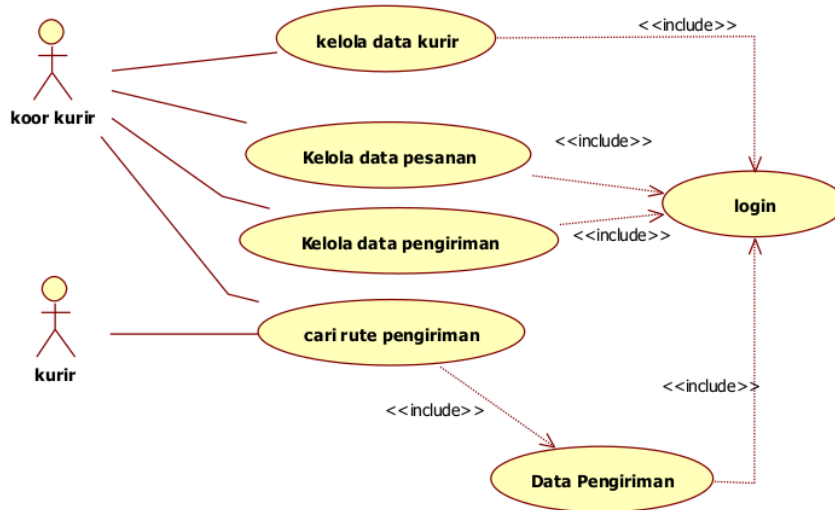 kelola data kurir
<<include>>
koor kurir
Kelola data pesanan
<<include>>
login
Kelola data pengiriman
<<include>>
cari rute pengiriman
kurir
<<include>>
<<include>>
Data Pengiriman